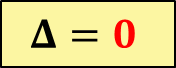 Δ = 0